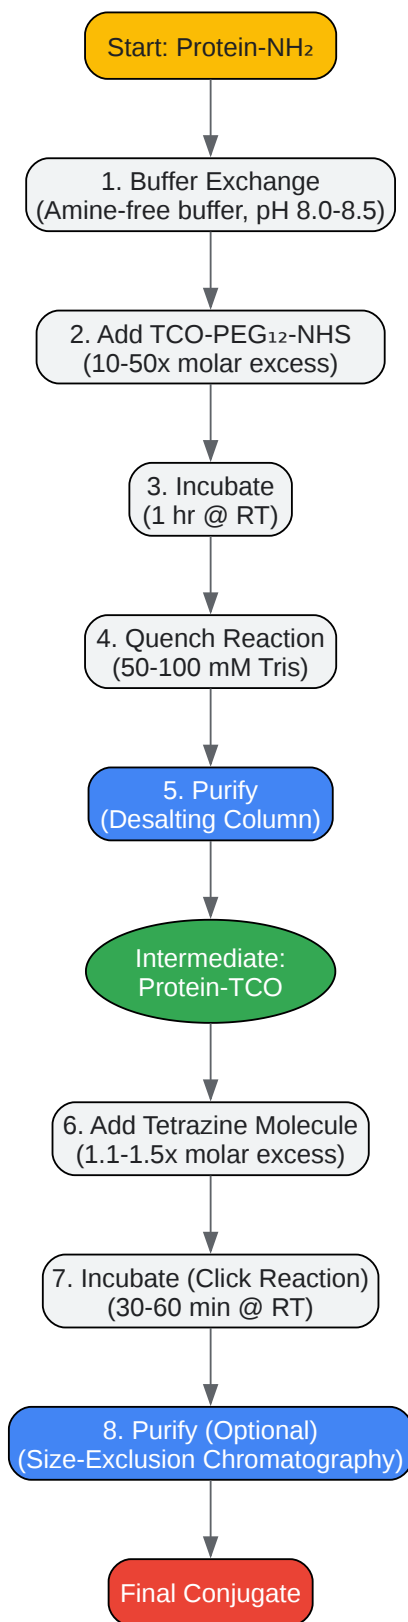 Start: Protein-NH₂
1. Buffer Exchange
(Amine-free buffer, pH 8.0-8.5)
2. Add TCO-PEG₁₂-NHS
(10-50x molar excess)
3. Incubate
(1 hr @ RT)
4. Quench Reaction
(50-100 mM Tris)
5. Purify
(Desalting Column)
Intermediate:
Protein-TCO
6. Add Tetrazine Molecule
(1.1-1.5x molar excess)
7. Incubate (Click Reaction)
(30-60 min @ RT)
8. Purify (Optional)
(Size-Exclusion Chromatography)
Final Conjugate